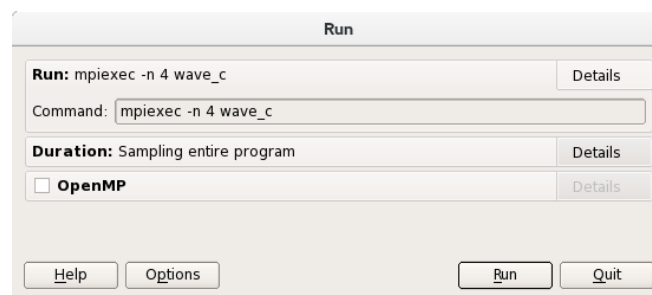 Run
Run: mpiexec -n 4 wave_c Details
Command: mpiexec -n 4 wave_c
Duration: Sampling entire program Details
OpenMP Details
Help Options Run Quit